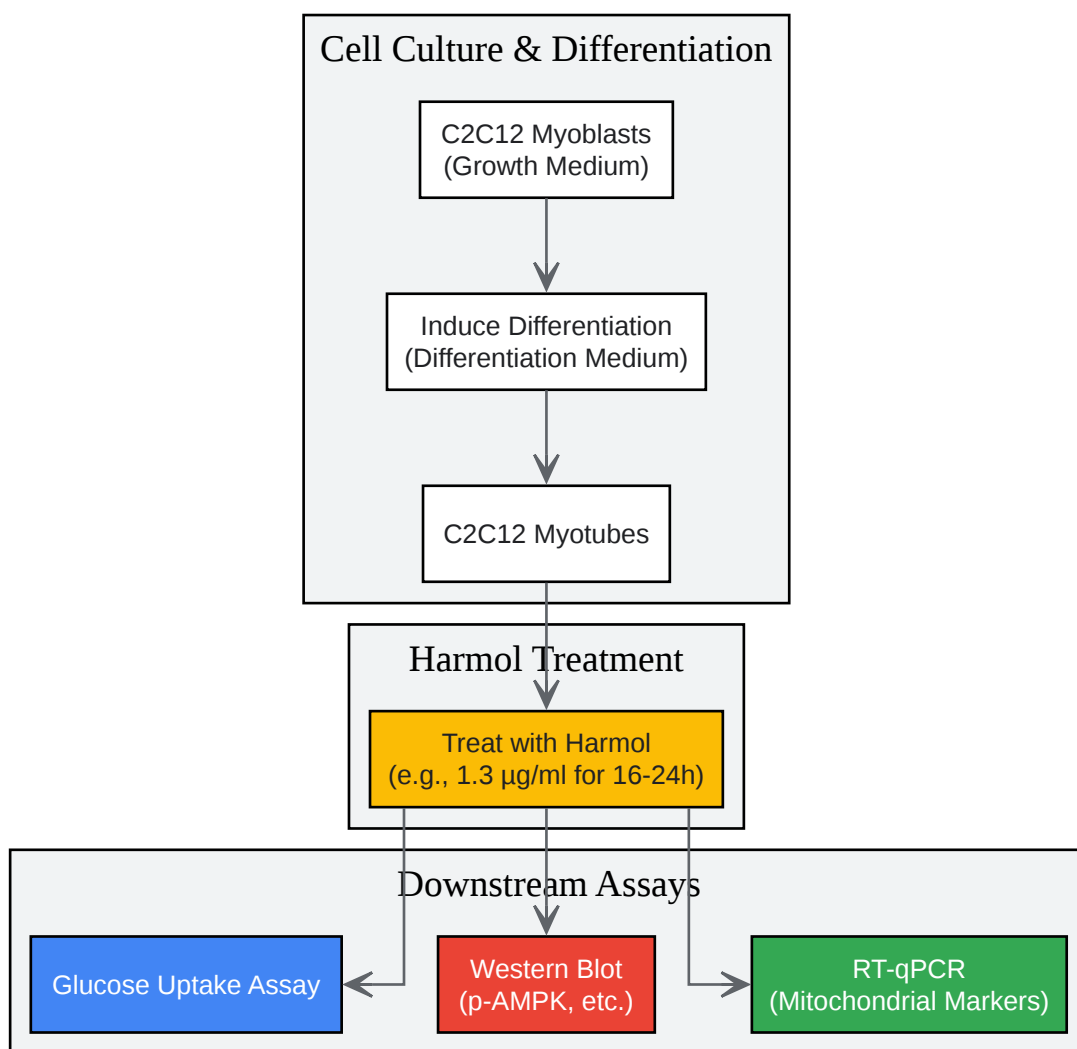 Cell Culture & Differentiation
C2C12 Myoblasts
(Growth Medium)
Induce Differentiation
(Differentiation Medium)
C2C12 Myotubes
Harmol Treatment
Treat with Harmol
(e.g., 1.3 µg/ml for 16-24h)
Downstream Assays
Glucose Uptake Assay
Western Blot
(p-AMPK, etc.)
RT-qPCR
(Mitochondrial Markers)